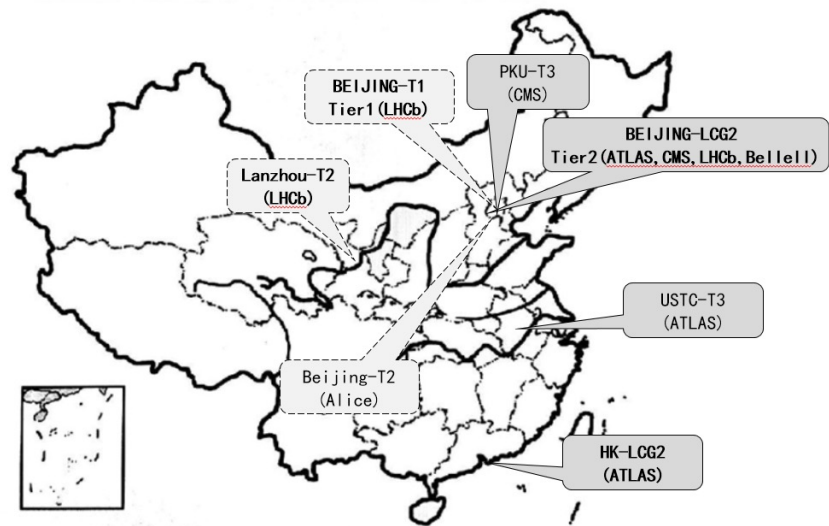 PKU-T3
(CMS)
BEIJING-T1
Tier1(LHCb)
BEIJING-LCG2
Tier2(ATLAS,CMS,LHCb,BelleII)
Lanzhou-T2
(LHCb)
USTC-T3
(ATLAS)
Beijing-T2
(Alice)
HK-LCG2
(ATLAS)